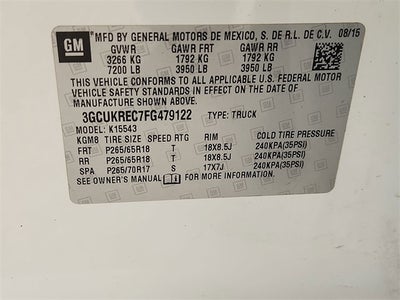 GM MFD BY GENERAL MOTORS DE MEXICO, S. DE R.L. DE C.V. 08/15
GVWR GAWR FRT GAWR RR
3266 KG 1792 KG 1792 KG
7200 LB 3950 LB 3950 LB
THIS VEHICLE CONFORMS TO ALL APPLICABLE U.S. FEDERAL MOTOR
VEHICLE SAFETY STANDARDS IN EFFECT ON THE DATE OF
MANUFACTURE SHOWN ABOVE.
3GCUKREC7FG479122 TYPE: TRUCK
MODEL: K15543
KGM8 TIRE SIZE SPEED RTG RIM COLD TIRE PRESSURE
FRT P265/65R18 T 18X8.5J 240KPA(35PSI)
RR P265/65R18 T 18X8.5J 240KPA(35PSI)
SPA P265/70R17 S 17X7J 240KPA(35PSI)
SEE OWNER'S MANUAL FOR MORE INFORMATION.